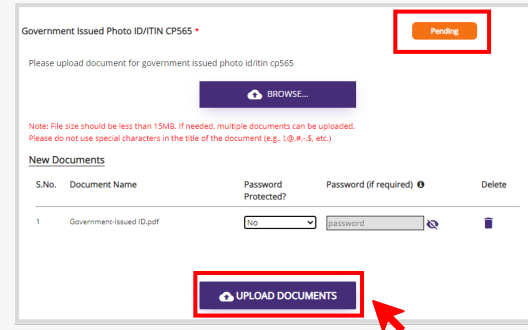 Government Issued Photo ID/ITIN CP565 *
Pending
Please upload document for government issued photo id/itin cp565
BROWSE...
Note: File size should be less than 15MB. If needed, multiple documents can be uploaded.
Please do not use special characters in the title of the document (e.g., !,@,#,-,$, etc.)
New Documents
S.No. Document Name Password Protected? Password (if required) Delete
1 Government-Issued ID.pdf No password
UPLOAD DOCUMENTS